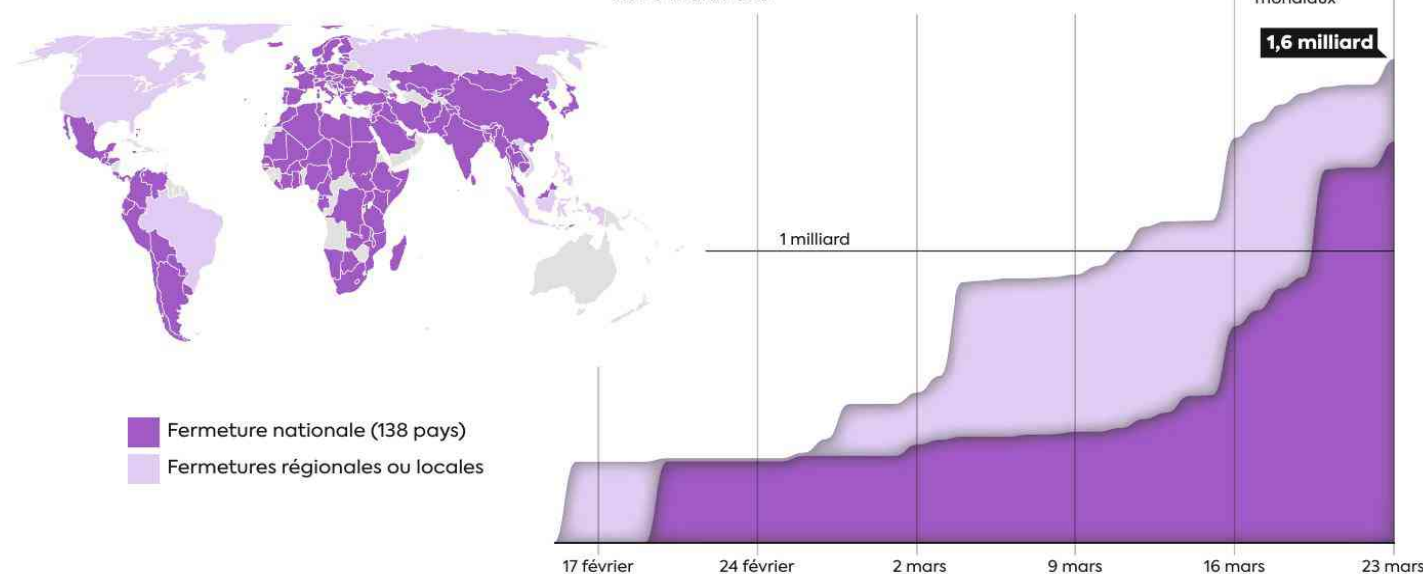 mondiaux
1,6 milliard
1 milliard
Fermeture nationale (138 pays)
Fermetures régionales ou locales
17 février
24 février
2 mars
9 mars
16 mars
23 mars